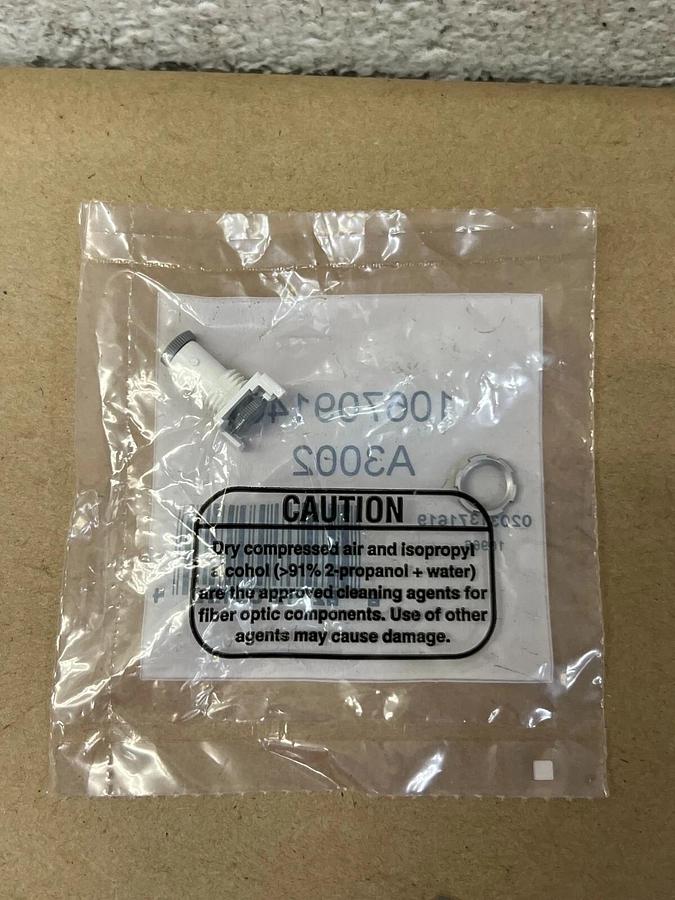 106709140
A3002
CAUTION
Dry compressed air and isopropyl
alcohol (>91% 2-propanol + water)
are the approved cleaning agents for
fiber optic components. Use of other
agents may cause damage.